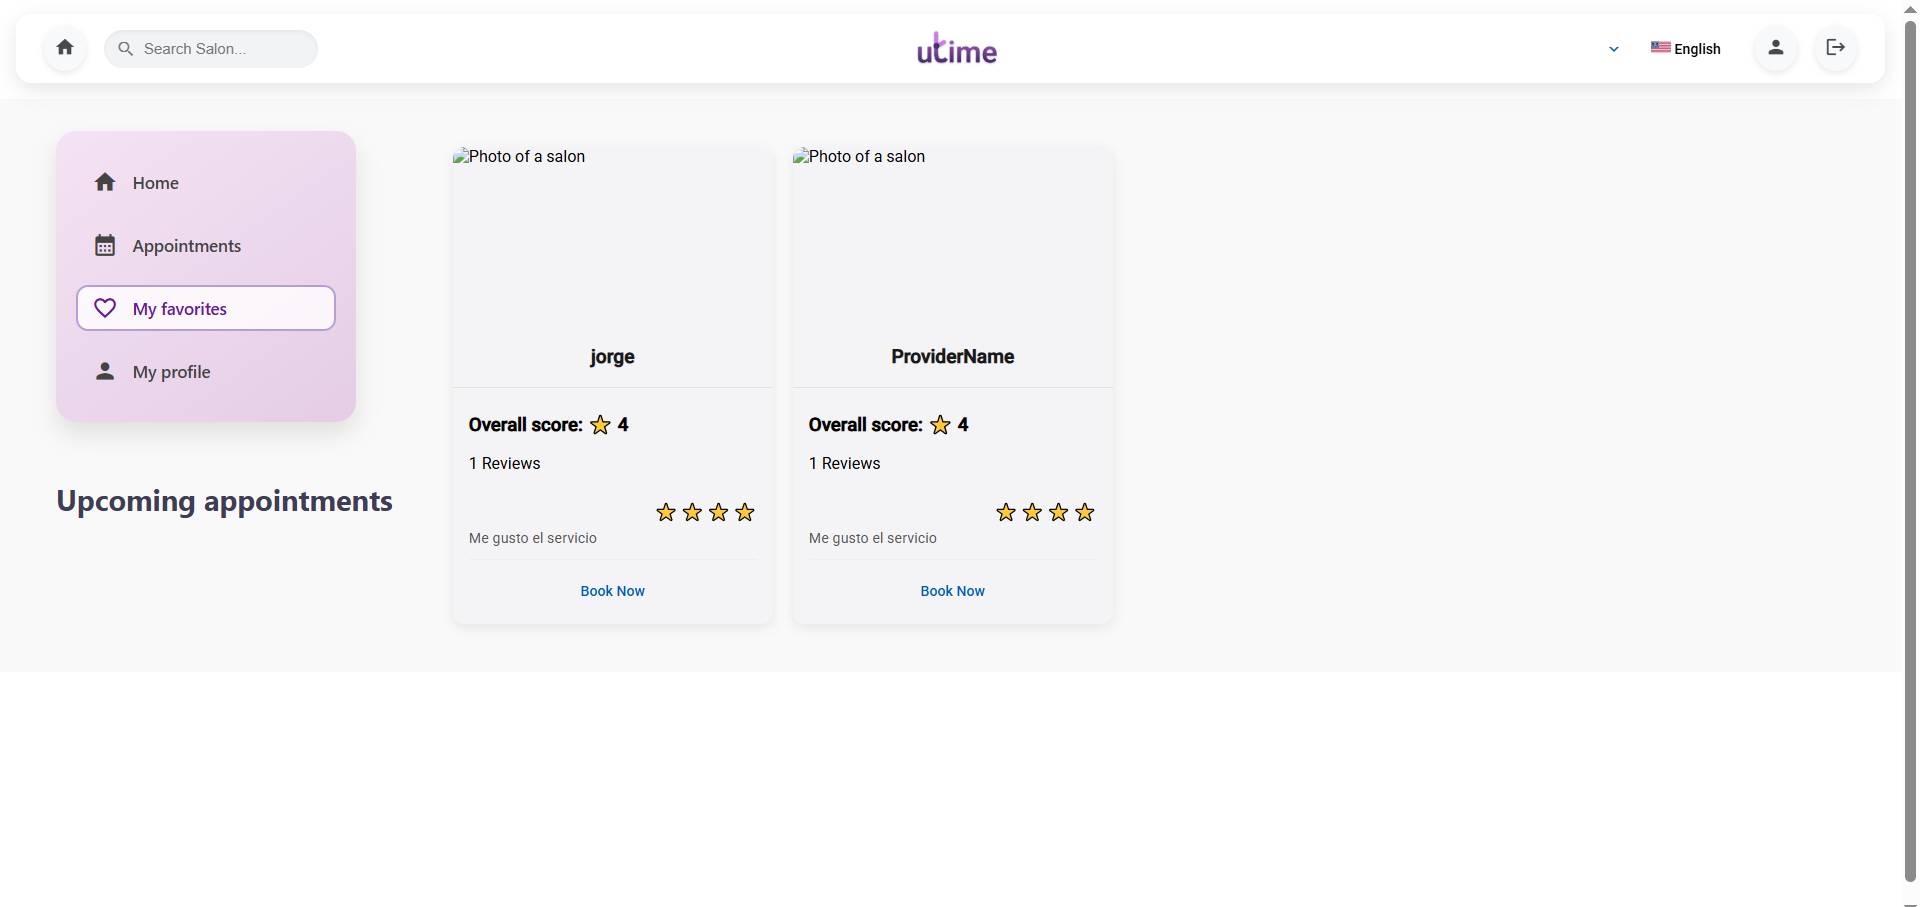 Search Salon...
utime
English
Home
Appointments
My favorites
My profile
Upcoming appointments
Photo of a salon
jorge
Overall score: 4
1 Reviews
Me gusto el servicio
Book Now
Photo of a salon
ProviderName
Overall score: 4
1 Reviews
Me gusto el servicio
Book Now